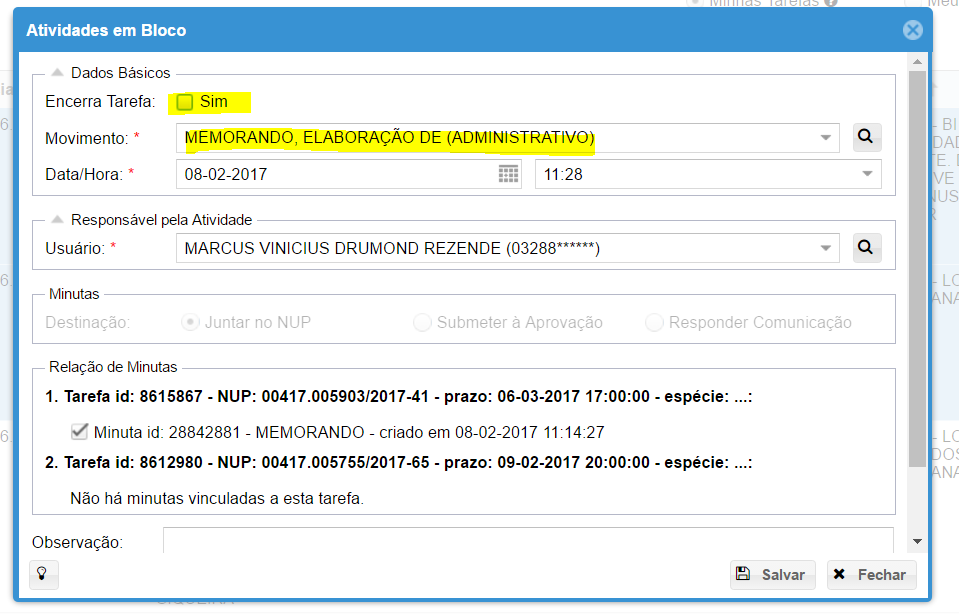 Minhas Tarefas
Meu
Atividades em Bloco
Dados Básicos
Encerra Tarefa: Sim
Movimento: * MEMORANDO, ELABORAÇÃO DE (ADMINISTRATIVO)
Data/Hora: * 08-02-2017 11:28
Responsável pela Atividade
Usuário: * MARCUS VINICIUS DRUMOND REZENDE (03288******)
Minutas
Destinação: Juntar no NUP Submeter à Aprovação Responder Comunicação
Relação de Minutas
1. Tarefa id: 8615867 - NUP: 00417.005903/2017-41 - prazo: 06-03-2017 17:00:00 - espécie: ...:
Minuta id: 28842881 - MEMORANDO - criado em 08-02-2017 11:14:27
2. Tarefa id: 8612980 - NUP: 00417.005755/2017-65 - prazo: 09-02-2017 20:00:00 - espécie: ...:
Não há minutas vinculadas a esta tarefa.
Observação:
Salvar Fechar